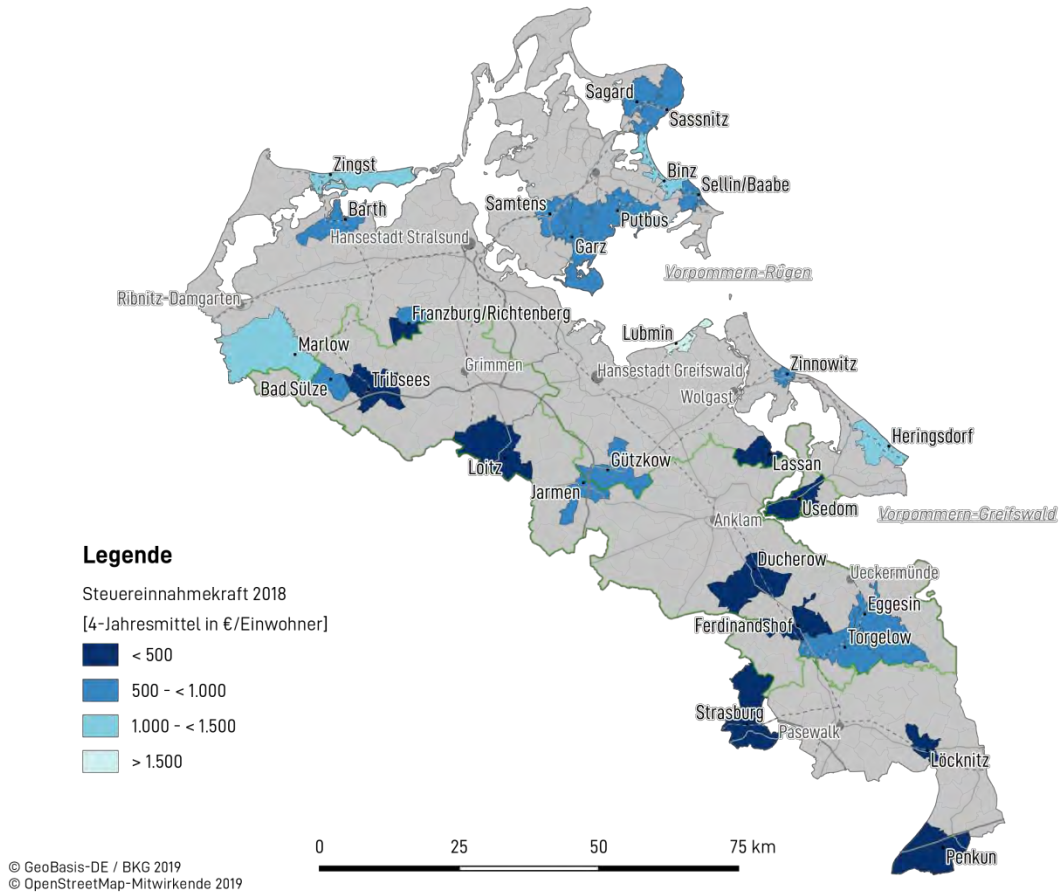 Sagard
Sassnitz
Zingst
Binz
Sellin/Baabe
Barth
Samtens
Putbus
Hansestadt Stralsund
Garz
Vorpommern-Rügen
Ribnitz-Damgarten
Franzburg/Richtenberg
Lubmin
Marlow
Zinnowitz
Grimmen
Hansestadt Greifswald
Bad Sülze
Tribsees
Wolgast
Heringsdorf
Loitz
Gützkow
Lassan
Jarmen
Usedom
Vorpommern-Greifswald
Anklam
Ducherow
Ueckermünde
Eggesin
Ferdinandshof
Torgelow
Strasburg
Pasewalk
Löcknitz
Penkun
Legende
Steuereinnahmekraft 2018
[4-Jahresmittel in €/Einwohner]
< 500
500 - < 1.000
1.000 - < 1.500
> 1.500
0 25 50 75 km
© GeoBasis-DE / BKG 2019
© OpenStreetMap-Mitwirkende 2019